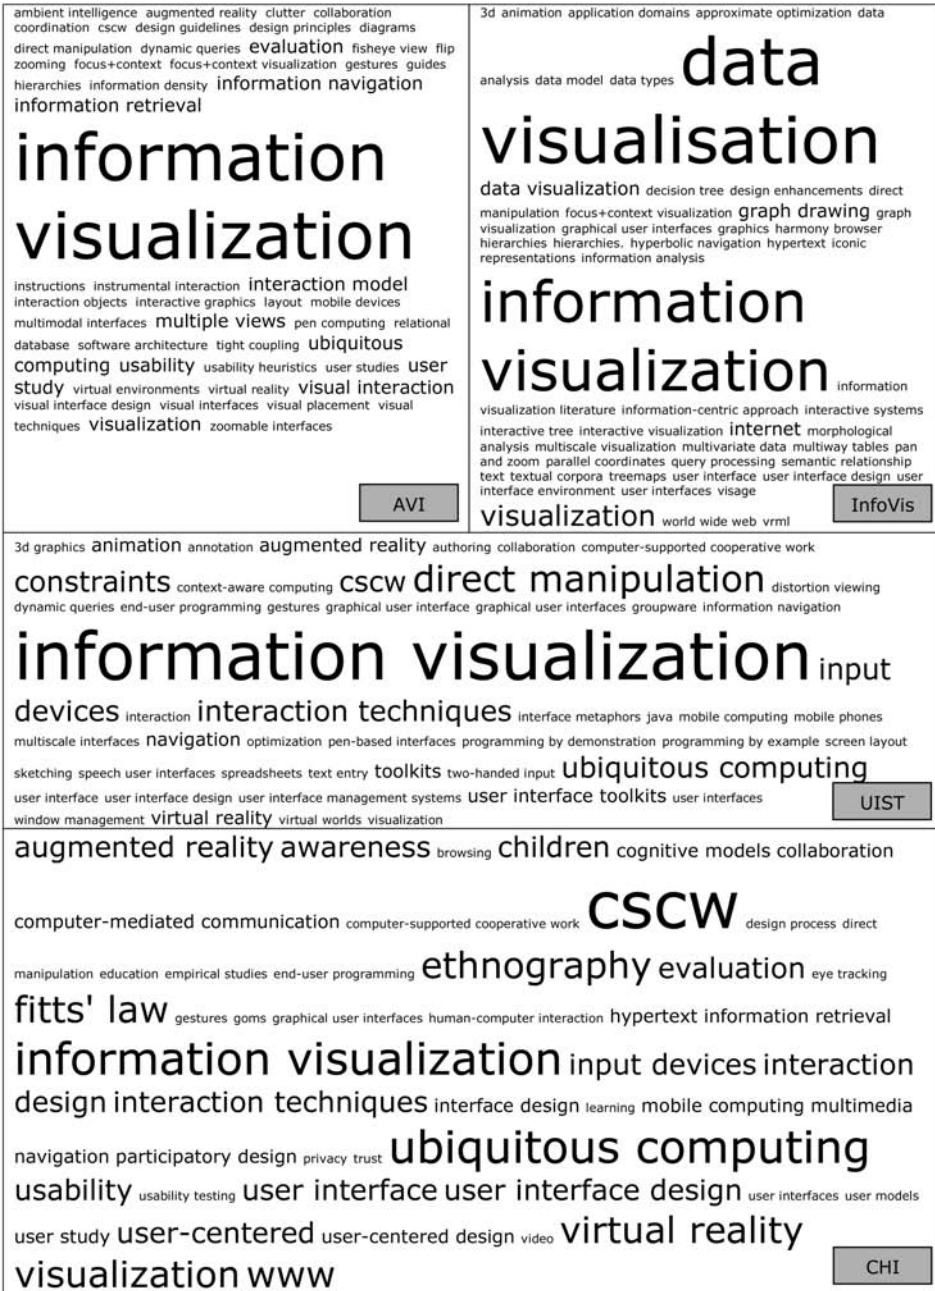 ambient intelligence augmented reality clutter collaboration
coordination cscw design guidelines design principles diagrams
direct manipulation dynamic queries evaluation fisheye view flip
zooming focus+context focus+context visualization gestures guides
hierarchies information density information navigation
information retrieval
information
visualization
instructions instrumental interaction interaction model
interaction objects interactive graphics layout mobile devices
multimodal interfaces multiple views pen computing relational
database software architecture tight coupling ubiquitous
computing usability usability heuristics user studies user
study virtual environments virtual reality visual interaction
visual interface design visual interfaces visual placement visual
techniques visualization zoomable interfaces
AVI
3d animation application domains approximate optimization data
analysis data model data types data
visualisation
data visualization decision tree design enhancements direct
manipulation focus+context visualization graph drawing graph
visualization graphical user interfaces graphics harmony browser
hierarchies hierarchies. hyperbolic navigation hypertext iconic
representations information analysis
information
visualization information
visualization literature information-centric approach interactive systems
interactive tree interactive visualization internet morphological
analysis multiscale visualization multivariate data multiway tables pan
and zoom parallel coordinates query processing semantic relationship
text textual corpora treemaps user interface user interface design user
interface environment user interfaces visage
visualization world wide web vrml
InfoVis
3d graphics animation annotation augmented reality authoring collaboration computer-supported cooperative work
constraints context-aware computing cscw direct manipulation distortion viewing
dynamic queries end-user programming gestures graphical user interface graphical user interfaces groupware information navigation
information visualization input
devices interaction interaction techniques interface metaphors java mobile computing mobile phones
multiscale interfaces navigation optimization pen-based interfaces programming by demonstration programming by example screen layout
sketching speech user interfaces spreadsheets text entry toolkits two-handed input ubiquitous computing
user interface user interface design user interface management systems user interface toolkits user interfaces
window management virtual reality virtual worlds visualization
UIST
augmented reality awareness browsing children cognitive models collaboration
computer-mediated communication computer-supported cooperative work cscw design process direct
manipulation education empirical studies end-user programming ethnography evaluation eye tracking
fitts' law gestures goms graphical user interfaces human-computer interaction hypertext information retrieval
information visualization input devices interaction
design interaction techniques interface design learning mobile computing multimedia
navigation participatory design privacy trust ubiquitous computing
usability usability testing user interface user interface design user interfaces user models
user study user-centered user-centered design video virtual reality
visualization www
CHI